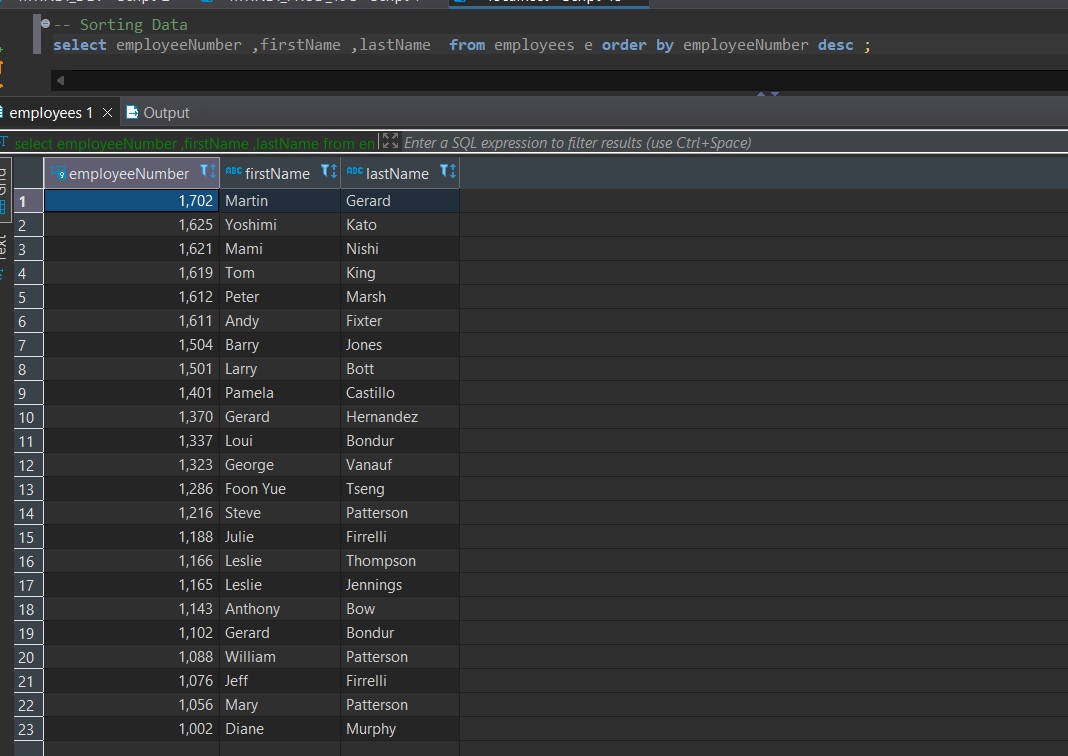 -- Sorting Data
select employeeNumber ,firstName ,lastName  from employees e order by employeeNumber desc ;
employees 1 Output
select employeeNumber ,firstName ,lastName from en Enter a SQL expression to filter results (use Ctrl+Space)
Grid
Text
employeeNumber ABC firstName ABC lastName
1 1,702 Martin Gerard
2 1,625 Yoshimi Kato
3 1,621 Mami Nishi
4 1,619 Tom King
5 1,612 Peter Marsh
6 1,611 Andy Fixter
7 1,504 Barry Jones
8 1,501 Larry Bott
9 1,401 Pamela Castillo
10 1,370 Gerard Hernandez
11 1,337 Loui Bondur
12 1,323 George Vanauf
13 1,286 Foon Yue Tseng
14 1,216 Steve Patterson
15 1,188 Julie Firrelli
16 1,166 Leslie Thompson
17 1,165 Leslie Jennings
18 1,143 Anthony Bow
19 1,102 Gerard Bondur
20 1,088 William Patterson
21 1,076 Jeff Firrelli
22 1,056 Mary Patterson
23 1,002 Diane Murphy